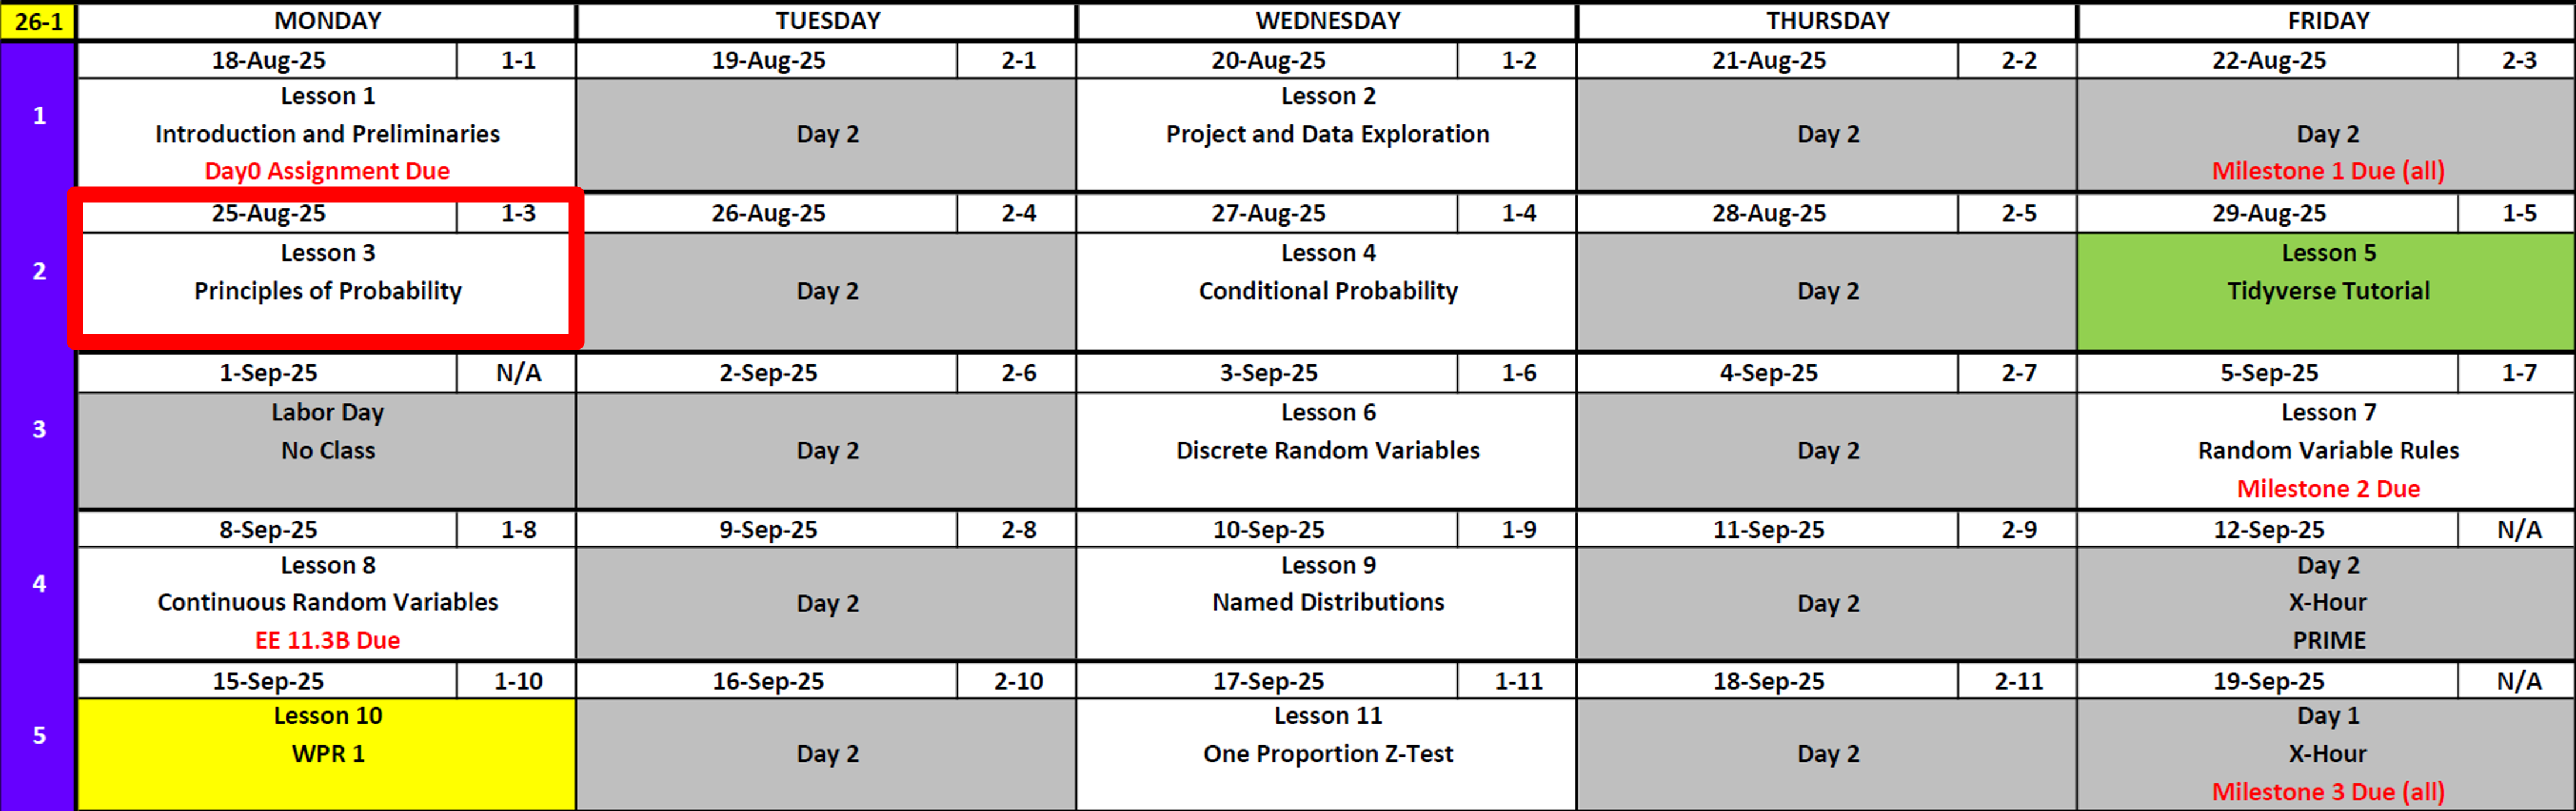 26-1 MONDAY TUESDAY WEDNESDAY THURSDAY FRIDAY
18-Aug-25 1-1 19-Aug-25 2-1 20-Aug-25 1-2 21-Aug-25 2-2 22-Aug-25 2-3
1
Lesson 1
Introduction and Preliminaries
Day0 Assignment Due
Day 2
Lesson 2
Project and Data Exploration
Day 2
Day 2
Milestone 1 Due (all)
25-Aug-25 1-3 26-Aug-25 2-4 27-Aug-25 1-4 28-Aug-25 2-5 29-Aug-25 1-5
2
Lesson 3
Principles of Probability
Day 2
Lesson 4
Conditional Probability
Day 2
Lesson 5
Tidyverse Tutorial
1-Sep-25 N/A 2-Sep-25 2-6 3-Sep-25 1-6 4-Sep-25 2-7 5-Sep-25 1-7
3
Labor Day
No Class
Day 2
Lesson 6
Discrete Random Variables
Day 2
Lesson 7
Random Variable Rules
Milestone 2 Due
8-Sep-25 1-8 9-Sep-25 2-8 10-Sep-25 1-9 11-Sep-25 2-9 12-Sep-25 N/A
4
Lesson 8
Continuous Random Variables
EE 11.3B Due
Day 2
Lesson 9
Named Distributions
Day 2
Day 2
X-Hour
PRIME
15-Sep-25 1-10 16-Sep-25 2-10 17-Sep-25 1-11 18-Sep-25 2-11 19-Sep-25 N/A
5
Lesson 10
WPR 1
Day 2
Lesson 11
One Proportion Z-Test
Day 2
Day 1
X-Hour
Milestone 3 Due (all)